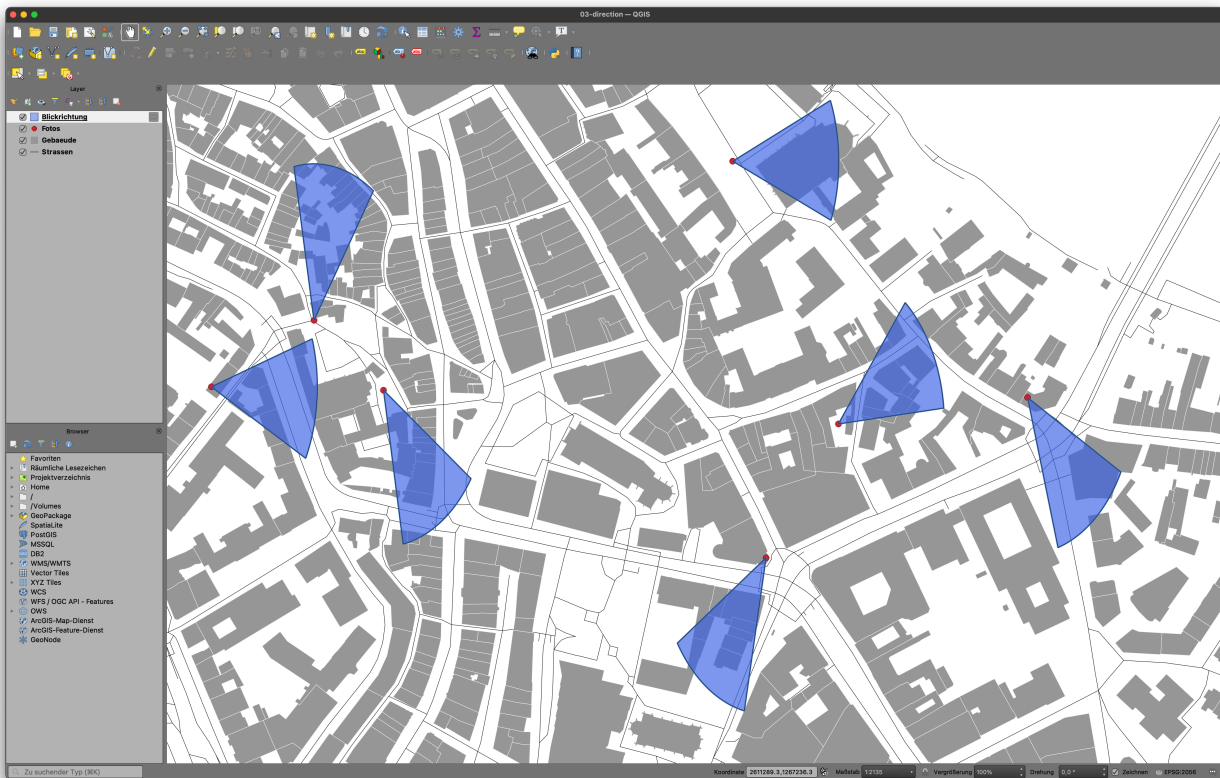 03-direction — QGIS
Layer
Blickrichtung
Fotos
Gebaeude
Strassen
Browser
Favoriten
Räumliche Lesezeichen
Projektverzeichnis
Home
/
/Volumes
GeoPackage
SpatiaLite
PostGIS
MSSQL
DB2
WMS/WMTS
Vector Tiles
XYZ Tiles
WCS
WFS / OGC API - Features
OWS
ArcGIS-Map-Dienst
ArcGIS-Feature-Dienst
GeoNode
Zu suchender Typ (⌘K) Koordinate 2611289.3,1267236.3 Maßstab 1:2135 Vergrößerung 100% Drehung 0,0 ° Zeichnen EPSG:2056